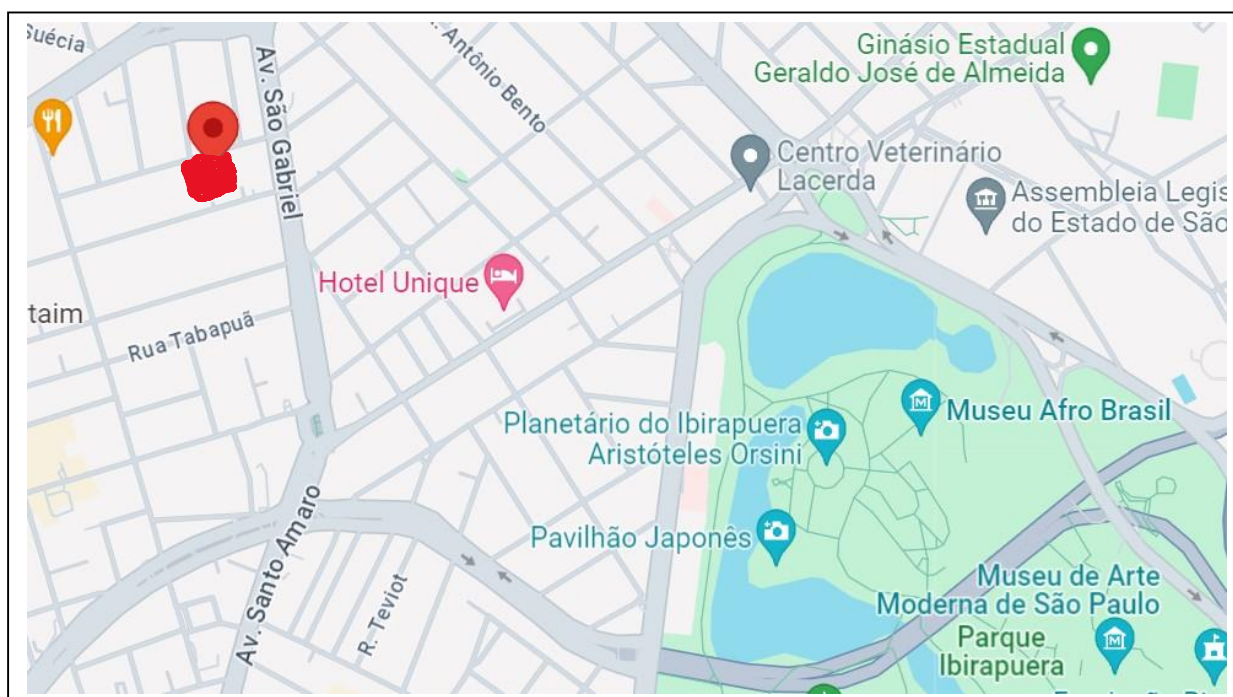 Suécia
Av. São Gabriel
Antônio Bento
Ginásio Estadual
Geraldo José de Almeida
Centro Veterinário
Lacerda
Assembleia Legis
do Estado de São
Hotel Unique
taim
Rua Tabapuã
Planetário do Ibirapuera
Aristóteles Orsini
Museu Afro Brasil
Pavilhão Japonês
Av. Santo Amaro
R. Teviot
Museu de Arte
Moderna de São Paulo
Parque
Ibirapuera